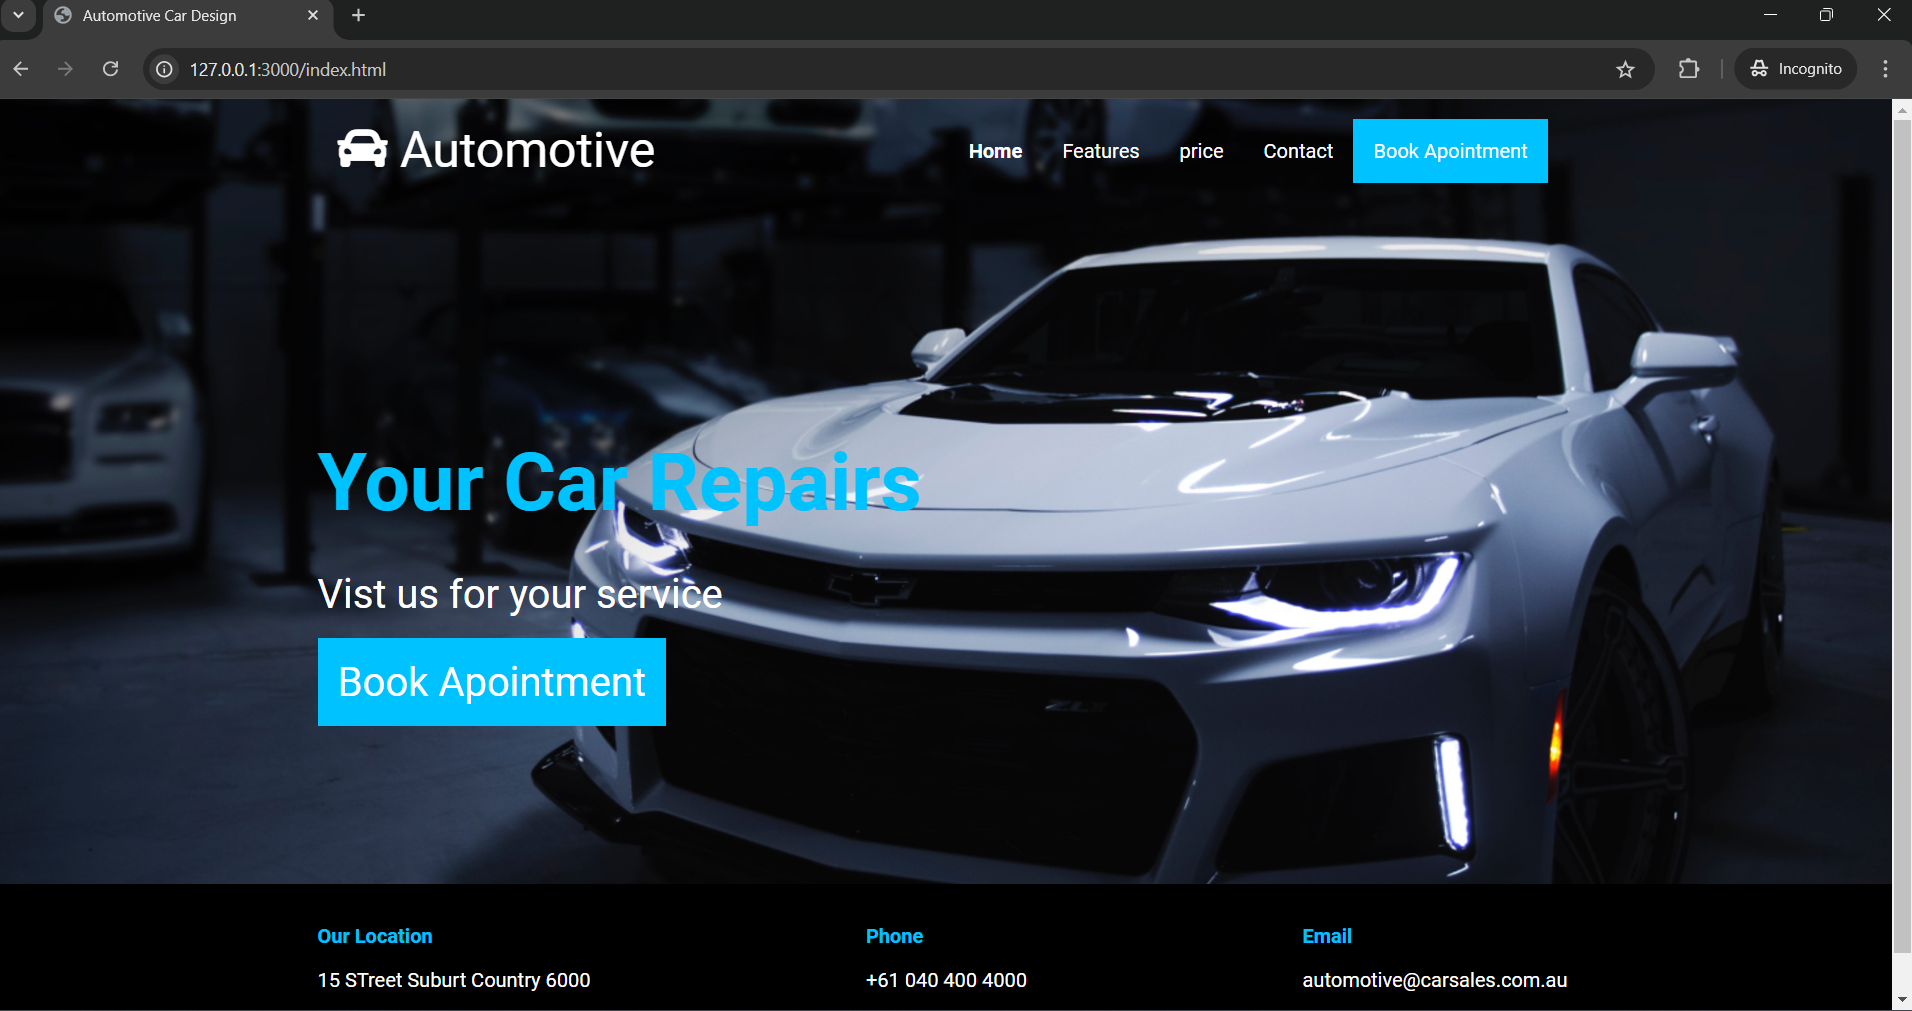 Automotive Car Design
127.0.0.1:3000/index.html
Incognito
Automotive
Home Features price Contact Book Apointment
Your Car Repairs
Vist us for your service
Book Apointment
Our Location Phone Email
15 STreet Suburt Country 6000 +61 040 400 4000 automotive@carsales.com.au